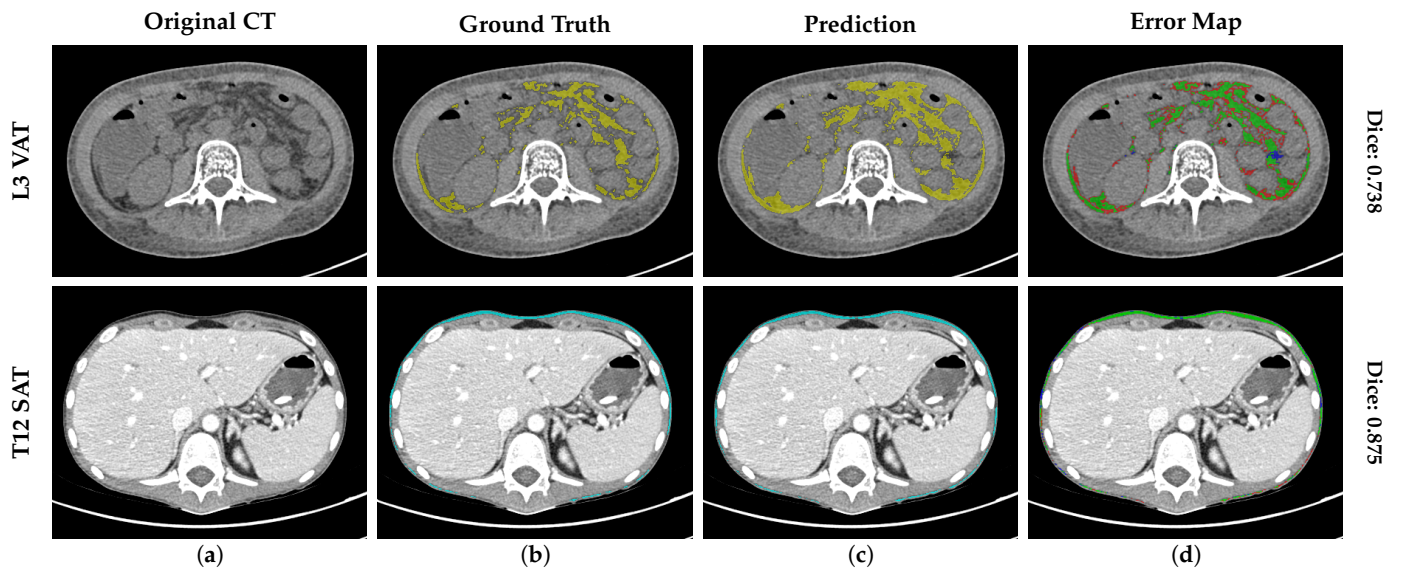 Original CT
Ground Truth
Prediction
Error Map
L3 VAT
Dice: 0.738
T12 SAT
Dice: 0.875
(a)
(b)
(c)
(d)